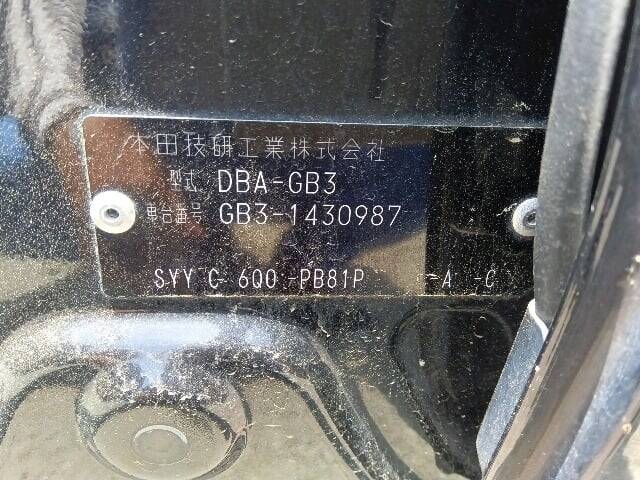 本田技研工業株式会社
型式 DBA-GB3
車台番号 GB3-1430987
SYY C- 6Q0 -PB81P -A -C